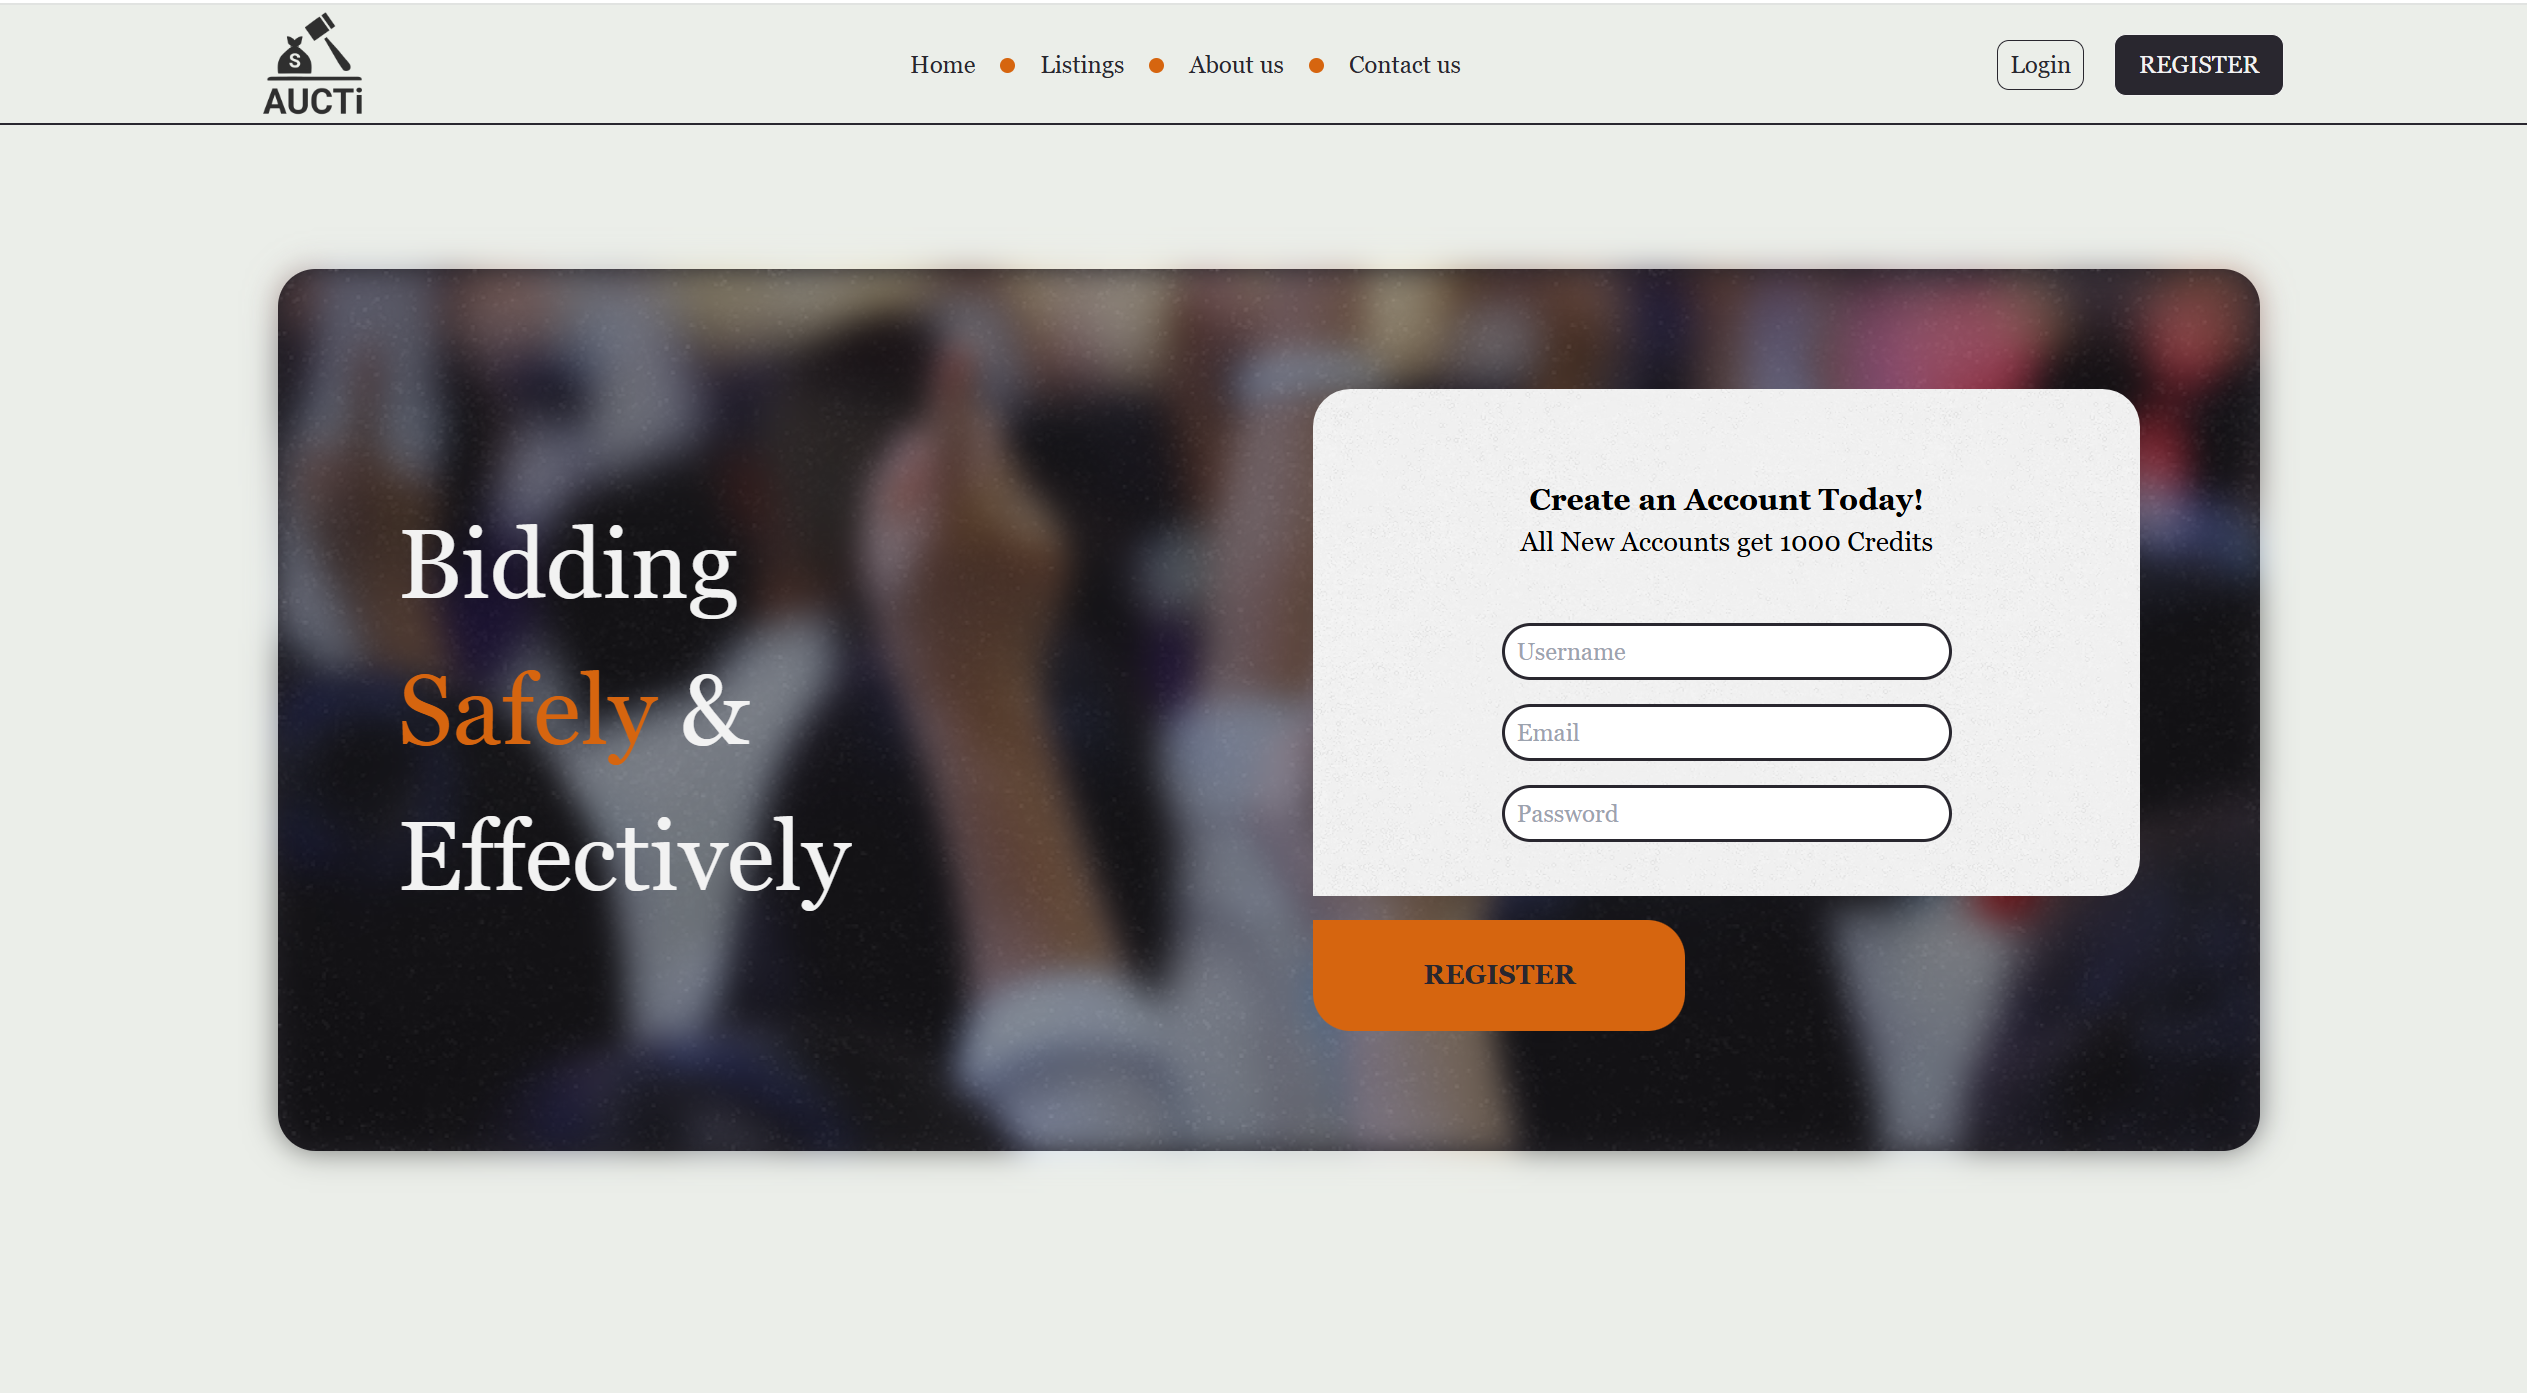 S
AUCTi
Home
Listings
About us
Contact us
Login
REGISTER
Bidding
Safely &
Effectively
Create an Account Today!
All New Accounts get 1000 Credits
Username
Email
Password
REGISTER